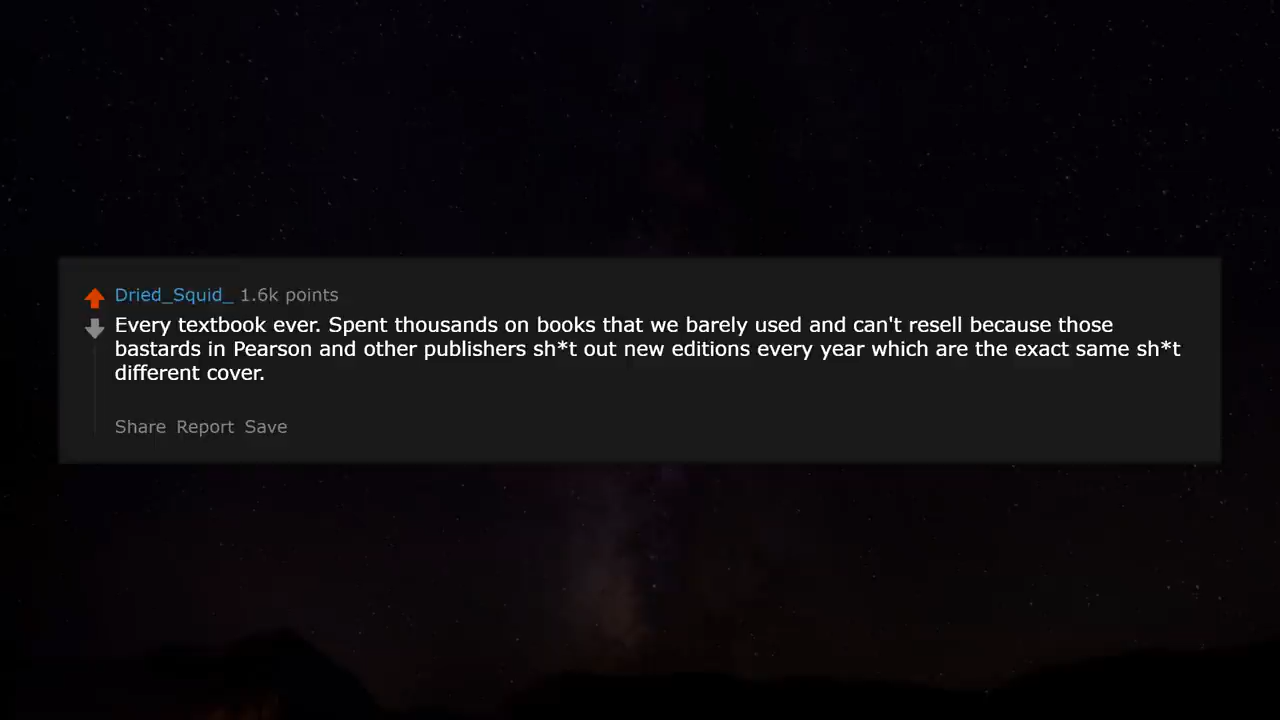 Dried_Squid_ 1.6k points
Every textbook ever. Spent thousands on books that we barely used and can't resell because those
bastards in Pearson and other publishers sh*t out new editions every year which are the exact same sh*t
different cover.
Share Report Save